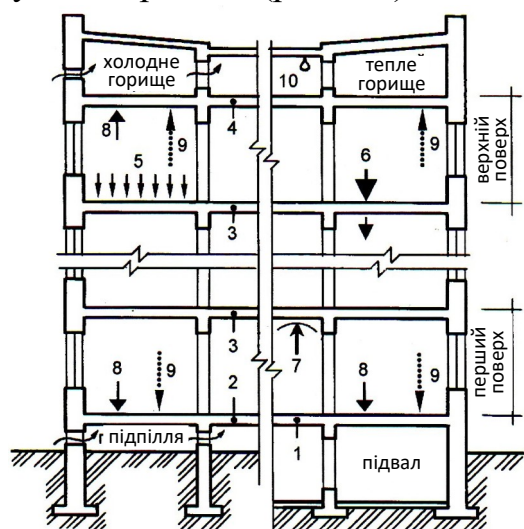 холодне
горище
10
тепле
горище
8
9
4
9
5
6
верхній
поверх
3
3
7
8
9
2
8
9
перший
поверх
підпілля
1
підвал